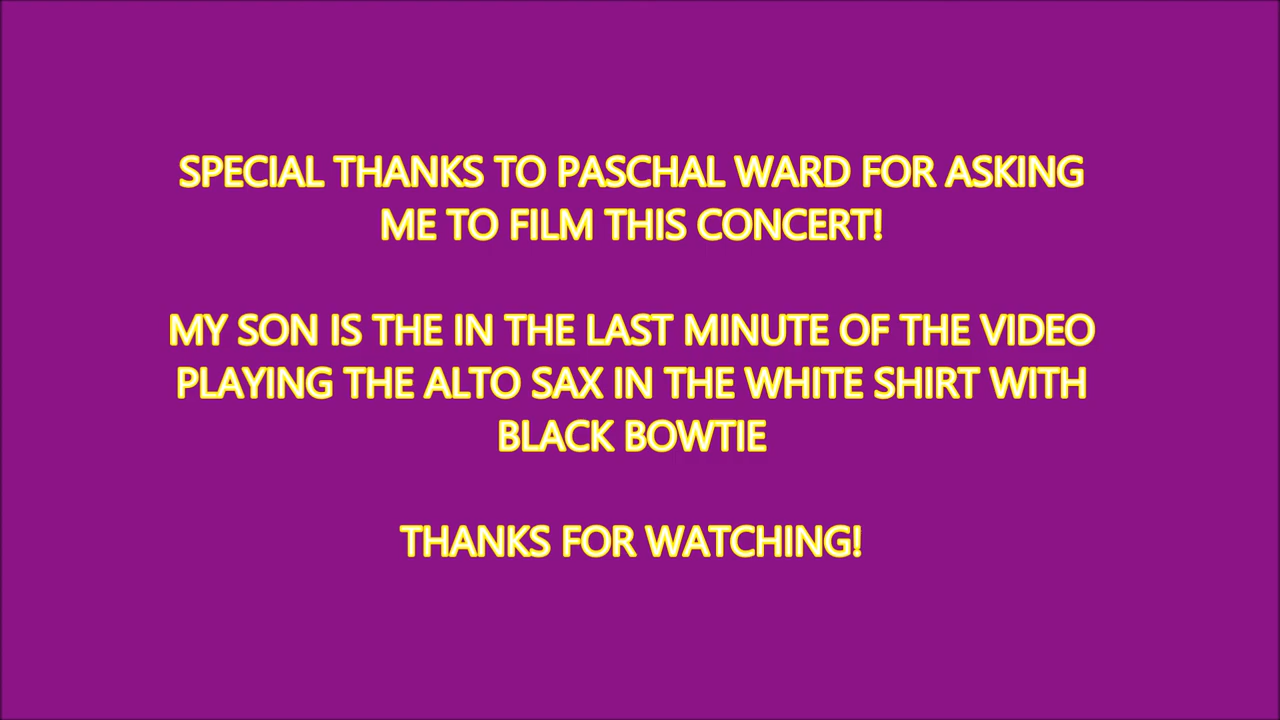 SPECIAL THANKS TO PASCHAL WARD FOR ASKING
ME TO FILM THIS CONCERT!
MY SON IS THE IN THE LAST MINUTE OF THE VIDEO
PLAYING THE ALTO SAX IN THE WHITE SHIRT WITH
BLACK BOWTIE
THANKS FOR WATCHING!